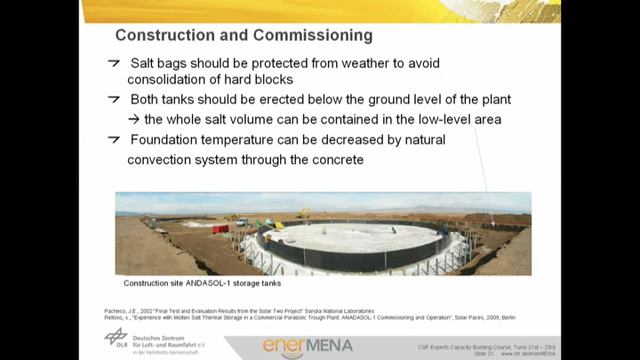 Construction and Commissioning
Salt bags should be protected from weather to avoid
consolidation of hard blocks
Both tanks should be erected below the ground level of the plant
→ the whole salt volume can be contained in the low-level area
Foundation temperature can be decreased by natural
convection system through the concrete
Construction site ANDASOL-1 storage tanks
Pacheco, J.E., 2002 "Final Test and Evaluation Results from the Solar Two Project" Sandia National Laboratories
Relloso, s., "Experience with Molten Salt Thermal Storage in a Commercial Parabolic Trough Plant. ANADASOL-1 Commissioning and Operation", Solar Paces, 2009, Berlin
DLR
Deutsches Zentrum
für Luft- und Raumfahrt e.V.
in der Helmholtz-Gemeinschaft
enerMENA
CSP Experts Capacity Building Course, Tunis 21st – 23rd
Slide 21
www.dlr.de/enerMENA